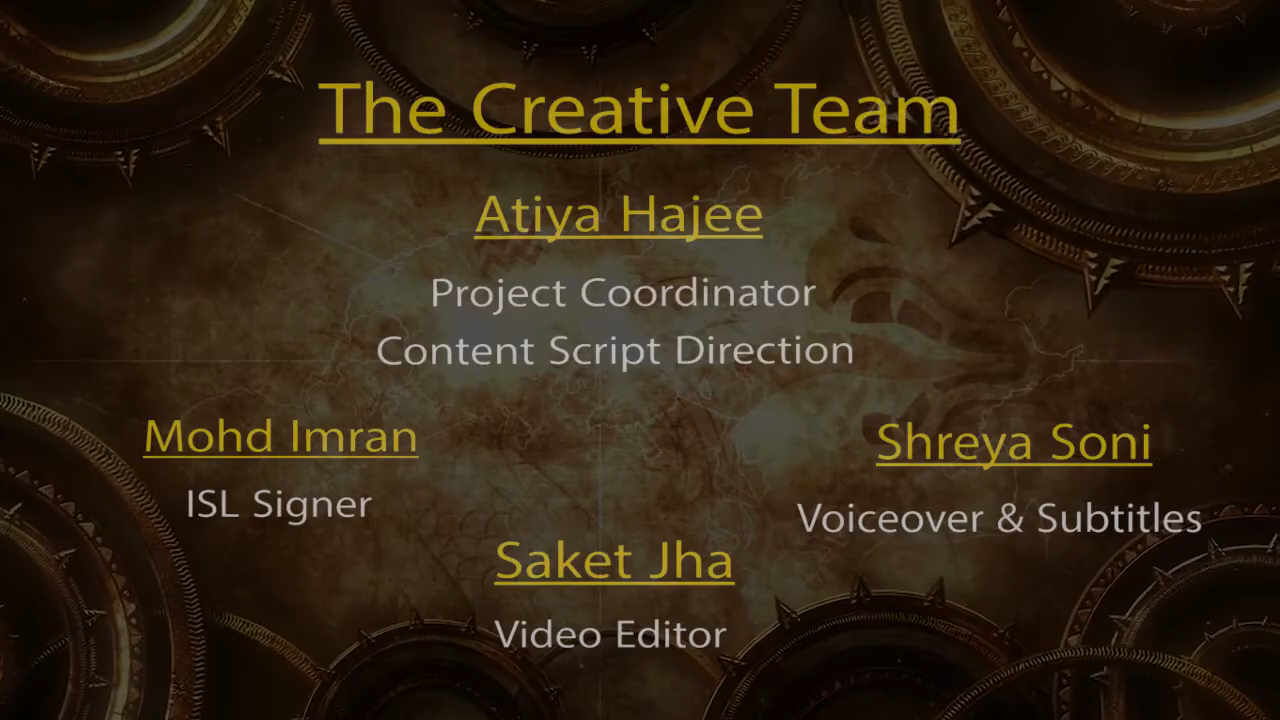 The Creative Team
Atiya Hajee
Project Coordinator
Content Script Direction
Mohd Imran
ISL Signer
Shreya Soni
Voiceover & Subtitles
Saket Jha
Video Editor